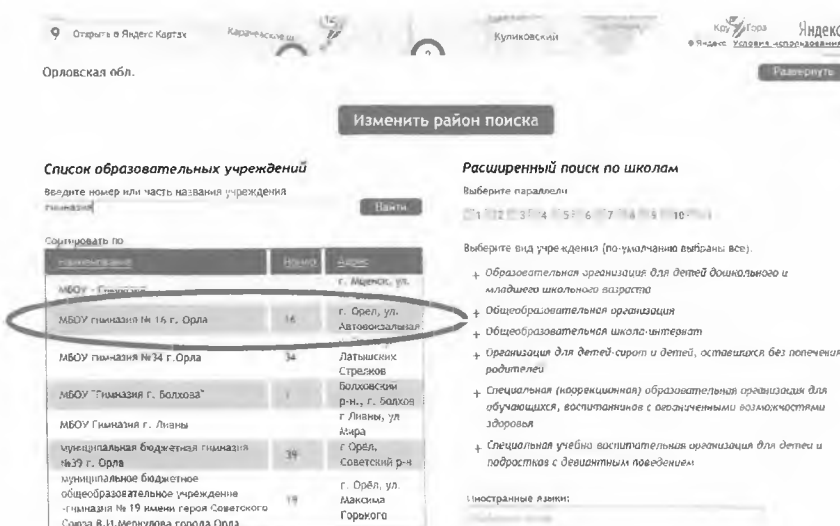 Открыть в Яндекс Картах
Куликовский
Яндекс
Условия использования
Орловская обл.
Развернуть
Изменить район поиска
Список образовательных учреждений
Введите номер или часть названия учреждения
гимназия
Найти
Сортировать по
Наименование Номер Адрес
МБОУ - Гимназия г. Мценск, ул.
МБОУ гимназия № 16 г. Орла 16 г. Орел, ул. Автовокзальная
МБОУ гимназия №34 г.Орла 34 Латышских Стрелков
МБОУ "Гимназия г. Болхова" 1 Болховский р-н., г. Болхов
МБОУ Гимназия г. Ливны г Ливны, ул Мира
муниципальная бюджетная гимназия №39 г. Орла 39 г Орёл, Советский р-н
муниципальное бюджетное
общеобразовательное учреждение
-гимназия № 19 имени героя Советского
Союза В.И.Меркулова города Орла
19
г. Орёл, ул.
Максима
Горького
Расширенный поиск по школам
Выберите параллели
1 2 3 4 5 6 7 8 9 10
Выберите вид учреждения (по-умолчанию выбраны все).
+ Образовательная организация для детей дошкольного и
младшего школьного возраста
+ Общеобразовательная организация
+ Общеобразовательная школа-интернат
+ Организация для детей-сирот и детей, оставшихся без попечения
родителей
+ Специальная (коррекционная) образовательная организация для
обучающихся, воспитанников с ограниченными возможностями
здоровья
+ Специальная учебно воспитательная организация для детей и
подростков с девиантным поведением
Иностранные языки: